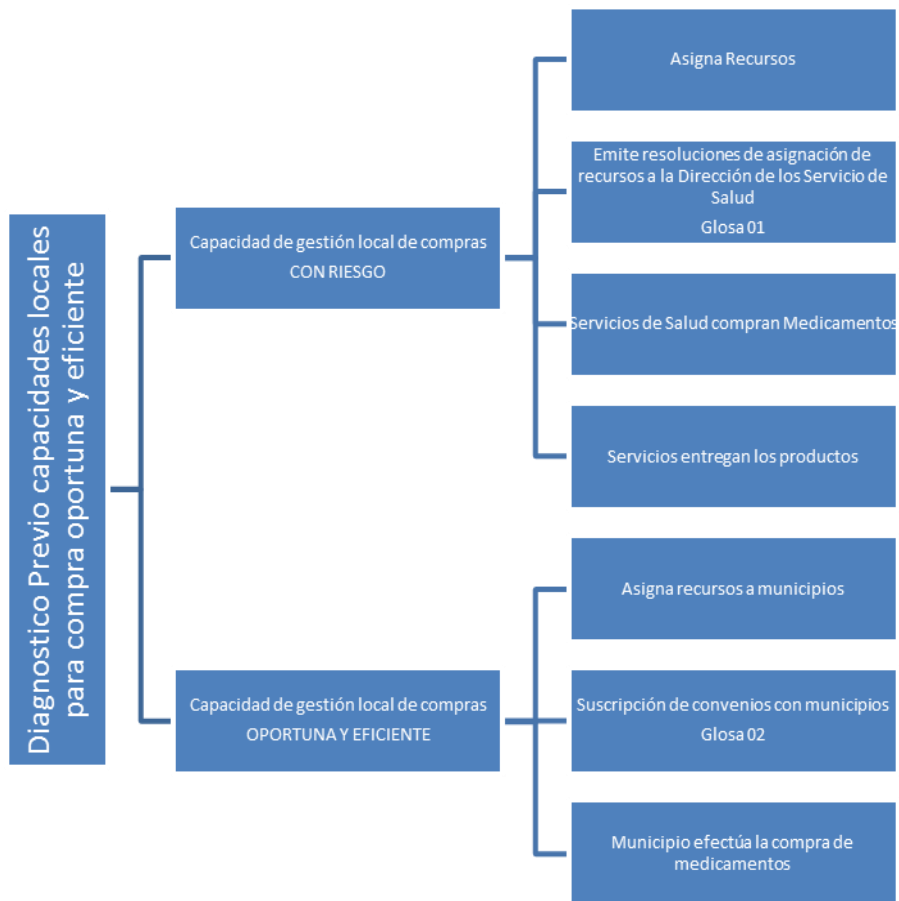 Diagnostico Previo capacidades locales
para compra oportuna y eficiente
Capacidad de gestión local de compras
CON RIESGO
Asigna Recursos
Emite resoluciones de asignación de
recursos a la Dirección de los Servicio de
Salud
Glosa 01
Servicios de Salud compran Medicamentos
Servicios entregan los productos
Capacidad de gestión local de compras
OPORTUNA Y EFICIENTE
Asigna recursos a municipios
Suscripción de convenios con municipios
Glosa 02
Municipio efectúa la compra de
medicamentos